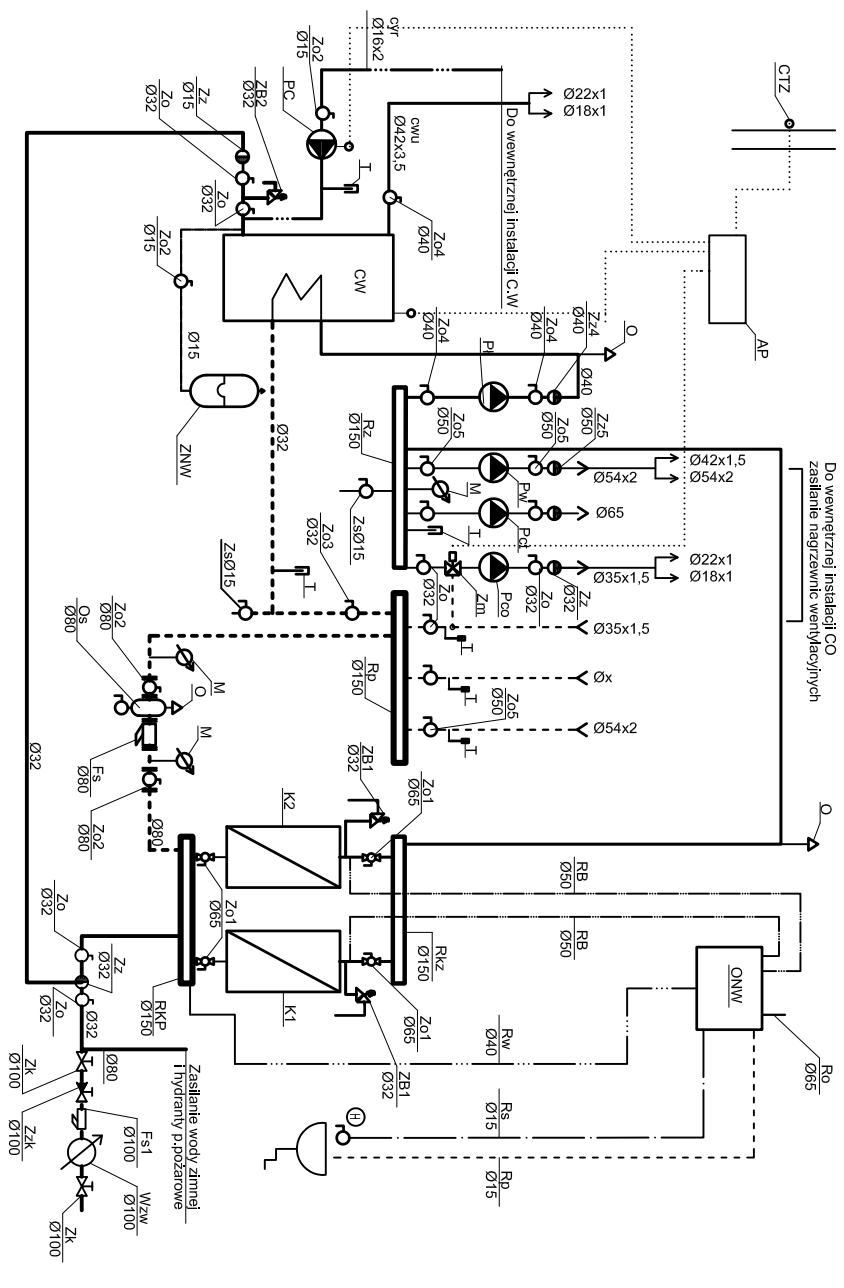 CTZ
AP
cyr
Ø16x2
Zo2
Ø15
PC
ZB2
Ø32
Zz
Ø15
Zo
Ø32
Zo
Ø32
Zo2
Ø15
Ø15
ZNW
T
cwu
Ø42x3,5
Zo4
Ø40
CW
Do wewnętrznej instalacji C.W
Ø22x1
Ø18x1
O
Ø40
Zz4
Ø40
Zo4
Ø40
Pł
Zo4
Ø40
Rz
Ø150
Zo5
Ø50
Zo5
Ø50
Zz5
Ø50
Pw
M
Ø54x2
Ø42x1,5
Ø54x2
Pct
Ø65
T
ZsØ15
Do wewnętrznej instalacji CO
zasilanie nagrzewnic wentylacyjnych
Ø22x1
Ø18x1
Ø35x1,5
Zz
Ø32
Zo
Ø32
Pco
Zm
Zo
Ø32
Ø32
Zo3
Ø32
T
ZsØ15
Ø35x1,5
T
Øx
T
Zo5
Ø50
Ø54x2
T
Rp
Ø150
Zo2
Ø80
Os
Ø80
M
O
M
Fs
Ø80
Zo2
Ø80
Ø80
Ø32
K2
ZB1
Ø32
Zo1
Ø65
Zo1
Ø65
O
RB
Ø50
RB
Ø50
Rkz
Ø150
K1
Zo1
Ø65
ZB1
Ø32
RKP
Ø150
ONW
Ro
Ø65
Rw
Ø40
Rs
Ø15
Rp
Ø15
H
Zo
Ø32
Zz
Ø32
Zo
Ø32
Ø32
Ø80
Zasilanie wody zimnej
i hydranty p.pożarowe
Zk
Ø100
Zzk
Ø100
Fs1
Ø100
Wzw
Ø100
Zk
Ø100